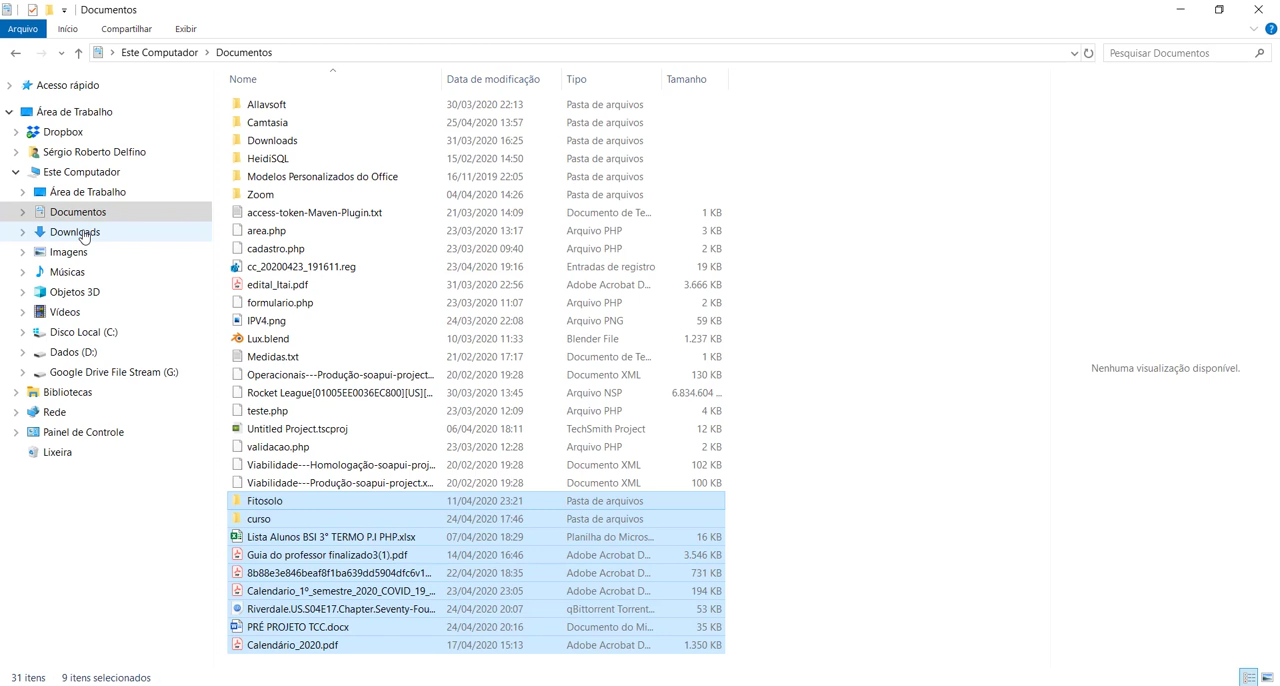 Documentos
Arquivo Início Compartilhar Exibir
Este Computador Documentos Pesquisar Documentos
Nome Data de modificação Tipo Tamanho
Acesso rápido
Área de Trabalho
Dropbox
Sérgio Roberto Delfino
Este Computador
Área de Trabalho
Documentos
Downloads
Imagens
Músicas
Objetos 3D
Vídeos
Disco Local (C:)
Dados (D:)
Google Drive File Stream (G:)
Bibliotecas
Rede
Painel de Controle
Lixeira
Allavsoft 30/03/2020 22:13 Pasta de arquivos
Camtasia 25/04/2020 13:57 Pasta de arquivos
Downloads 31/03/2020 16:25 Pasta de arquivos
HeidiSQL 15/02/2020 14:50 Pasta de arquivos
Modelos Personalizados do Office 16/11/2019 22:05 Pasta de arquivos
Zoom 04/04/2020 14:26 Pasta de arquivos
access-token-Maven-Plugin.txt 21/03/2020 14:09 Documento de Te... 1 KB
area.php 23/03/2020 13:17 Arquivo PHP 3 KB
cadastro.php 23/03/2020 09:40 Arquivo PHP 2 KB
cc_20200423_191611.reg 23/04/2020 19:16 Entradas de registro 19 KB
edital_Itai.pdf 31/03/2020 22:56 Adobe Acrobat D... 3.666 KB
formulario.php 23/03/2020 11:07 Arquivo PHP 2 KB
IPV4.png 24/03/2020 22:08 Arquivo PNG 59 KB
Lux.blend 10/03/2020 11:33 Blender File 1.237 KB
Medidas.txt 21/02/2020 17:17 Documento de Te... 1 KB
Operacionais---Produção-soapui-project... 20/02/2020 19:28 Documento XML 130 KB
Rocket League[01005EE0036EC800][US][... 30/03/2020 13:45 Arquivo NSP 6.834.604 ...
teste.php 23/03/2020 12:09 Arquivo PHP 4 KB
Untitled Project.tscproj 06/04/2020 18:11 TechSmith Project 12 KB
validacao.php 23/03/2020 12:28 Arquivo PHP 2 KB
Viabilidade---Homologação-soapui-proj... 20/02/2020 19:28 Documento XML 102 KB
Viabilidade---Produção-soapui-project.x... 20/02/2020 19:28 Documento XML 100 KB
Fitosolo 11/04/2020 23:21 Pasta de arquivos
curso 24/04/2020 17:46 Pasta de arquivos
Lista Alunos BSI 3° TERMO P.I PHP.xlsx 07/04/2020 18:29 Planilha do Micros... 16 KB
Guia do professor finalizado3(1).pdf 14/04/2020 16:46 Adobe Acrobat D... 3.546 KB
8b88e3e846beaf8f1ba639dd5904dfc6v1... 22/04/2020 18:35 Adobe Acrobat D... 731 KB
Calendario_1º_semestre_2020_COVID_19_... 23/04/2020 23:05 Adobe Acrobat D... 194 KB
Riverdale.US.S04E17.Chapter.Seventy-Fou... 24/04/2020 20:07 qBittorrent Torrent... 53 KB
PRÉ PROJETO TCC.docx 24/04/2020 20:16 Documento do Mi... 35 KB
Calendário_2020.pdf 17/04/2020 15:13 Adobe Acrobat D... 1.350 KB
Nenhuma visualização disponível.
31 itens 9 itens selecionados